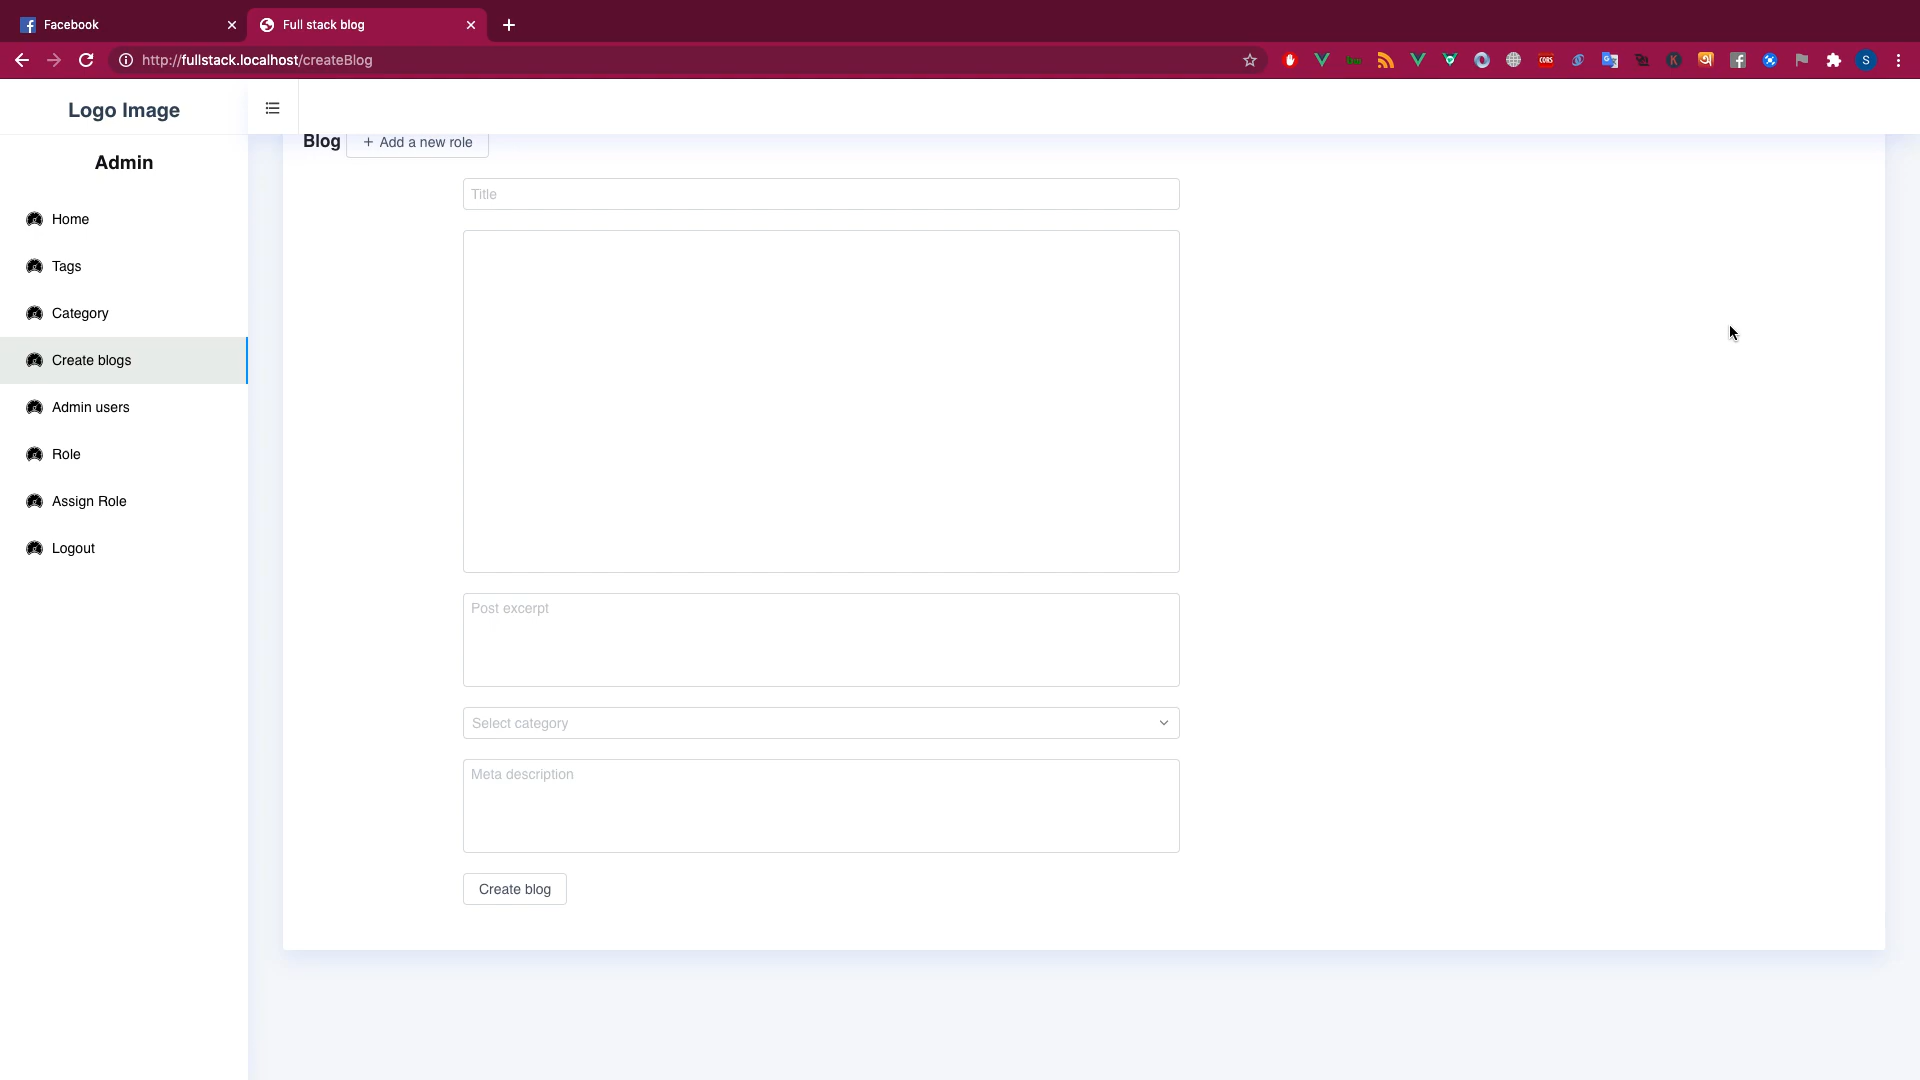 Facebook
Full stack blog
http://fullstack.localhost/createBlog
CORS
K
S
Logo Image
Admin
Home
Tags
Category
Create blogs
Admin users
Role
Assign Role
Logout
Blog
+ Add a new role
Title
Post excerpt
Select category
Meta description
Create blog